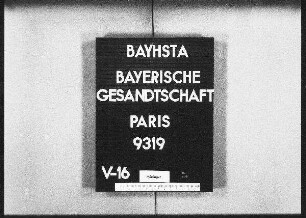 BAYHSTA
BAYERISCHE
GESANDTSCHAFT
PARIS
9319
V-16